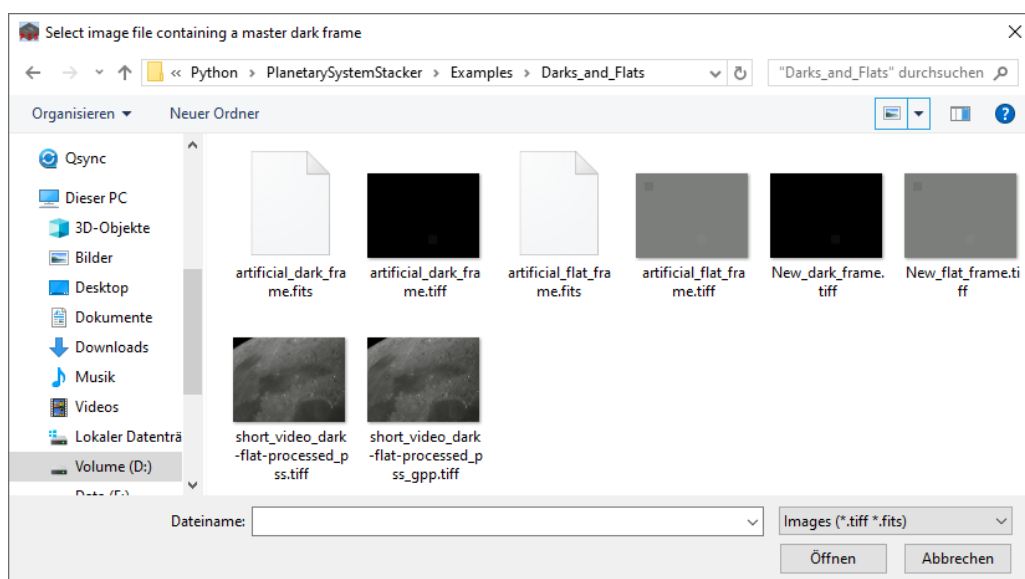 Select image file containing a master dark frame
« Python > PlanetarySystemStacker > Examples > Darks_and_Flats
"Darks_and_Flats" durchsuchen
Organisieren
Neuer Ordner
Qsync
Dieser PC
3D-Objekte
Bilder
Desktop
Dokumente
Downloads
Musik
Videos
Lokaler Datenträ
Volume (D:)
artificial_dark_fra
me.fits
artificial_dark_fra
me.tiff
artificial_flat_fra
me.fits
artificial_flat_fra
me.tiff
New_dark_frame.
tiff
New_flat_frame.ti
ff
short_video_dark
-flat-processed_p
ss.tiff
short_video_dark
-flat-processed_p
ss_gpp.tiff
Dateiname:
Images (*.tiff *.fits)
Öffnen
Abbrechen